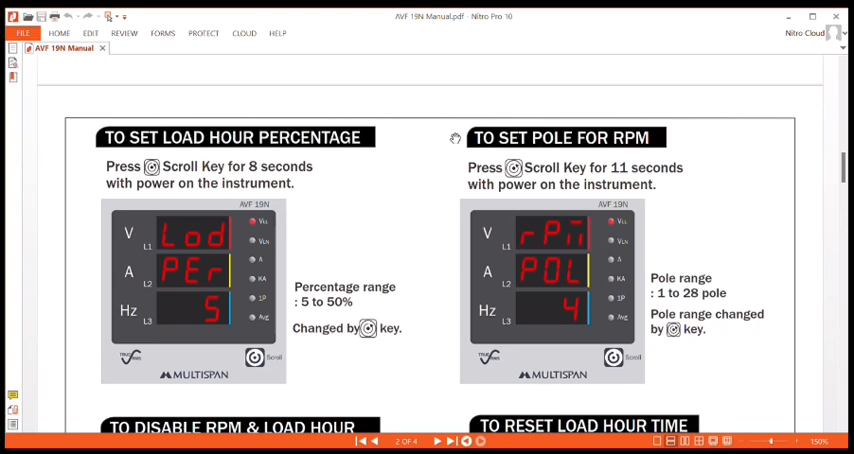 AVF 19N Manual.pdf - Nitro Pro 10
FILE HOME EDIT REVIEW FORMS PROTECT CLOUD HELP
Nitro Cloud
AVF 19N Manual
TO SET LOAD HOUR PERCENTAGE
Press Scroll Key for 8 seconds
with power on the instrument.
AVF 19N
V L1 Lod VLL
VLN
A L2 PEr A
KA
Hz L3 5 1P
Avg
TRUE RMS
Scroll
MULTISPAN
Percentage range
: 5 to 50%
Changed by key.
TO SET POLE FOR RPM
Press Scroll Key for 11 seconds
with power on the instrument.
AVF 19N
V L1 rPM VLL
VLN
A L2 POL A
KA
Hz L3 4 1P
Avg
TRUE RMS
Scroll
MULTISPAN
Pole range
: 1 to 28 pole
Pole range changed
by key.
TO DISABLE RPM & LOAD HOUR
TO RESET LOAD HOUR TIME
2 OF 4
150%